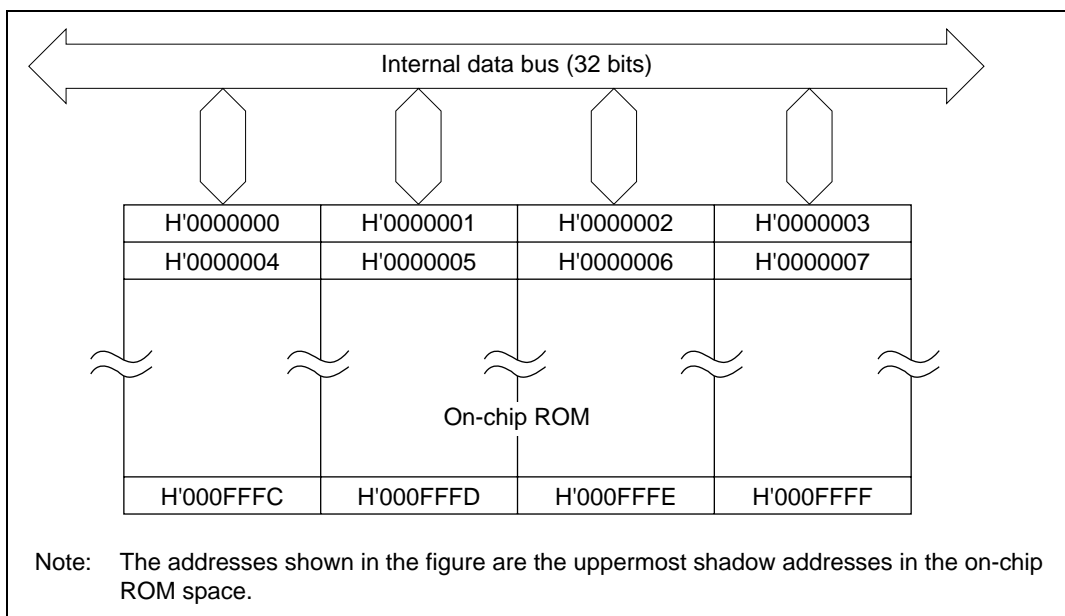 Internal data bus (32 bits)
H'0000000 H'0000001 H'0000002 H'0000003
H'0000004 H'0000005 H'0000006 H'0000007
On-chip ROM
H'000FFFC H'000FFFD H'000FFFE H'000FFFF
Note: The addresses shown in the figure are the uppermost shadow addresses in the on-chip
ROM space.